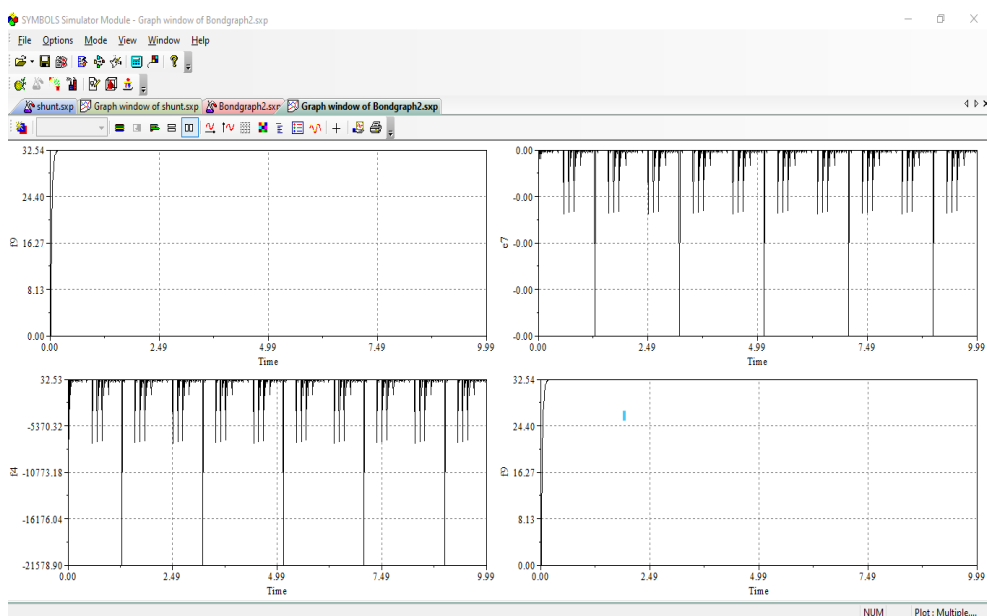 SYMBOLS Simulator Module - Graph window of Bondgraph2.sxp
File Options Mode View Window Help
shunt.sxp Graph window of shunt.sxp Bondgraph2.sxp Graph window of Bondgraph2.sxp
32.54
24.40
16.27
8.13
0.00
f9
0.00 2.49 4.99 7.49 9.99
Time
0.00
-0.00
-0.00
-0.00
-0.00
e7
0.00 2.49 4.99 7.49 9.99
Time
32.53
-5370.32
-10773.18
-16176.04
-21578.90
f4
0.00 2.49 4.99 7.49 9.99
Time
32.54
24.40
16.27
8.13
0.00
f9
0.00 2.49 4.99 7.49 9.99
Time
NUM Plot : Multiple,...